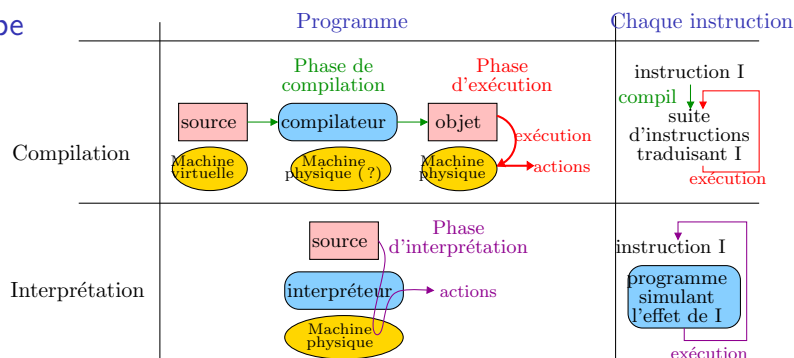 pe
Programme
Chaque instruction
Compilation
Phase de
compilation
Phase
d'exécution
source
compilateur
objet
exécution
Machine
virtuelle
Machine
physique (?)
Machine
physique
actions
instruction I
compil
suite
d'instructions
traduisant I
exécution
Interprétation
source
Phase
d'interprétation
interpréteur
actions
Machine
physique
instruction I
programme
simulant
l'effet de I
exécution